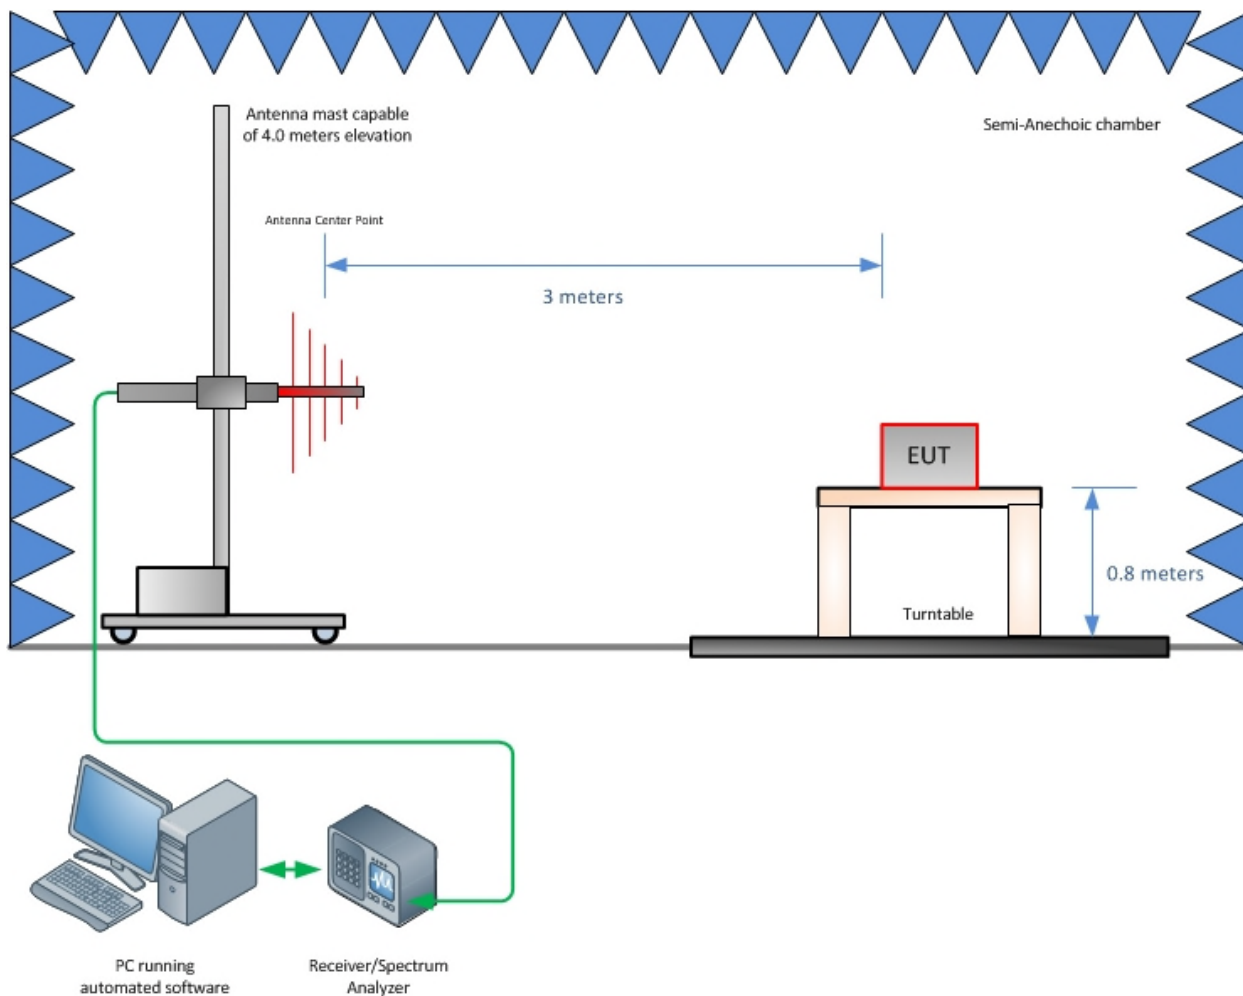 Antenna mast capable
of 4.0 meters elevation
Semi-Anechoic chamber
Antenna Center Point
3 meters
EUT
0.8 meters
Turntable
PC running
automated software
Receiver/Spectrum
Analyzer